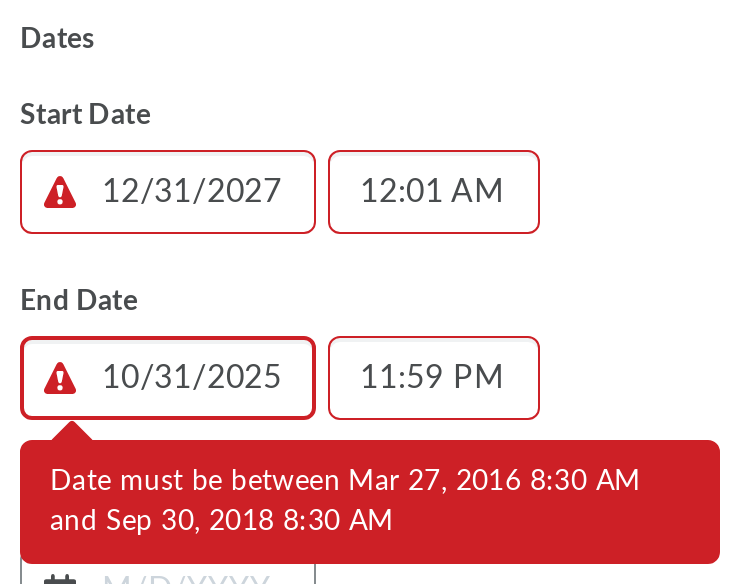 Dates
Start Date
12/31/2027 12:01 AM
End Date
10/31/2025 11:59 PM
Date must be between Mar 27, 2016 8:30 AM
and Sep 30, 2018 8:30 AM
M/D/YYYY